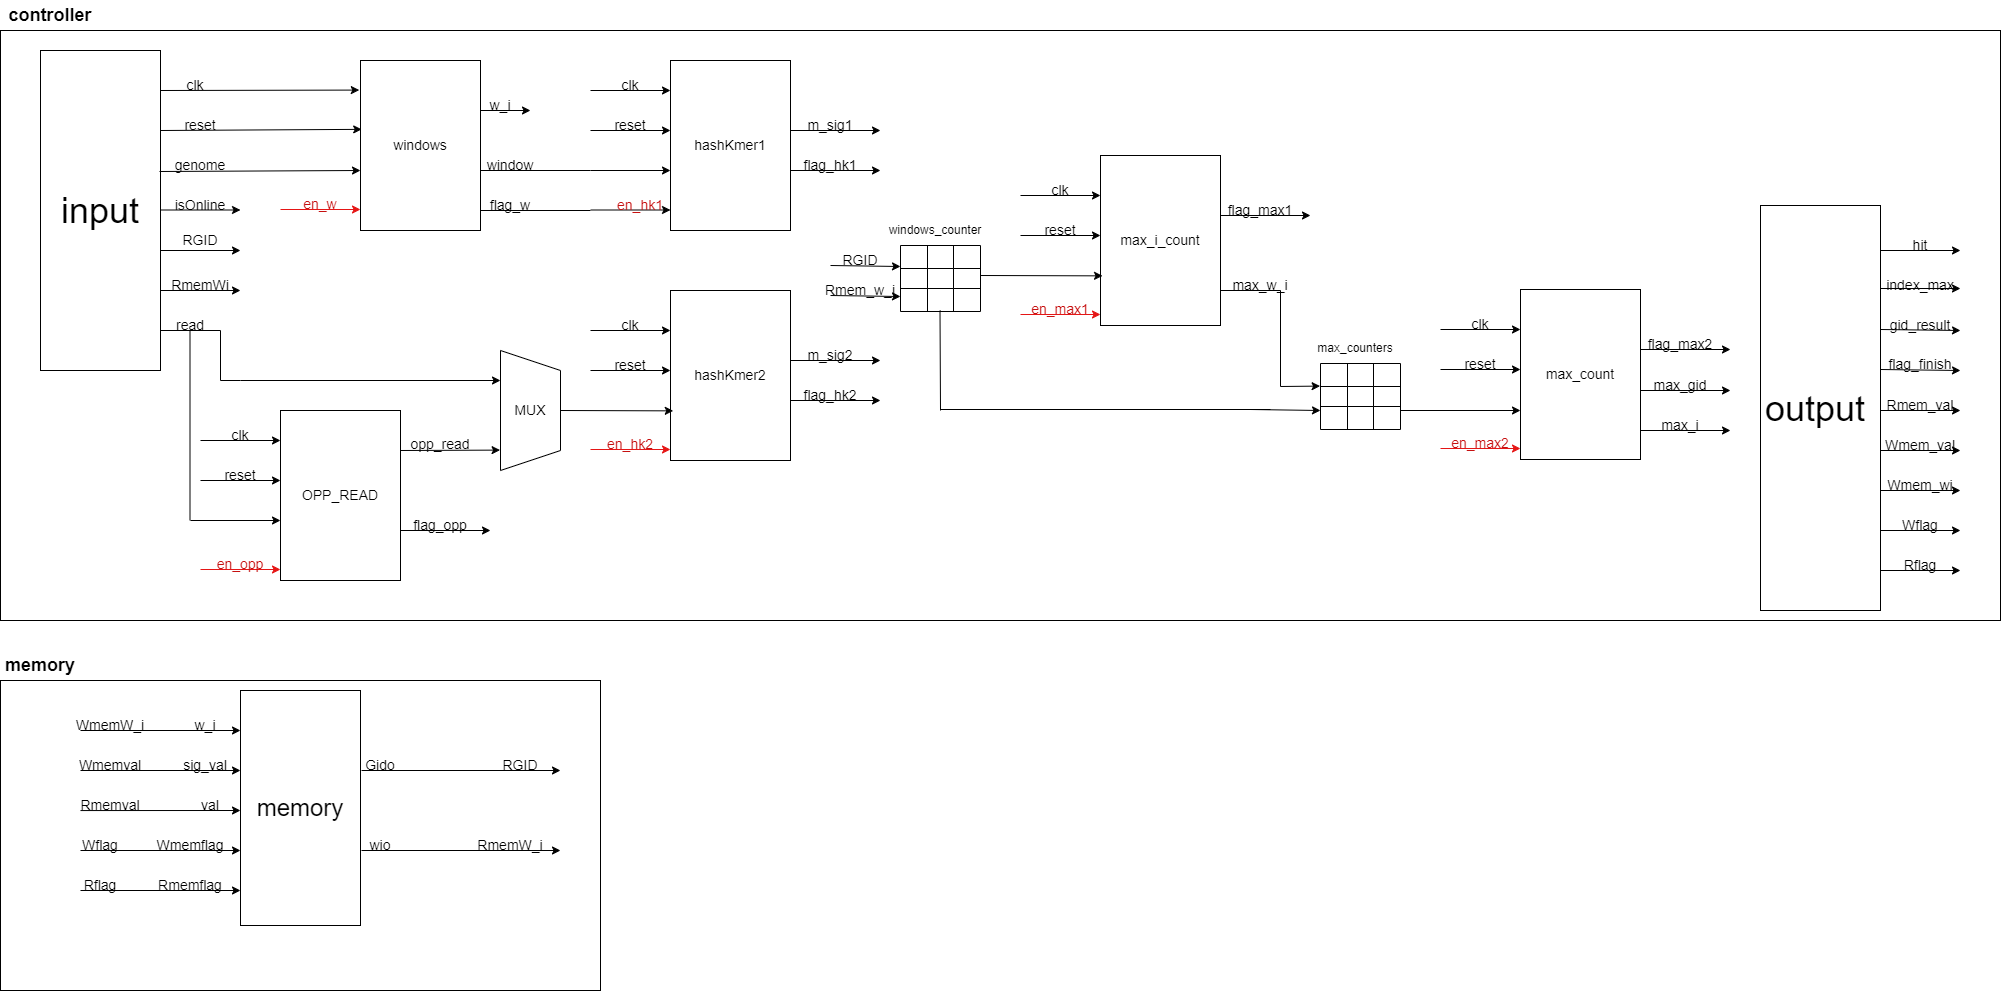 controller
input
clk
reset
genome
isOnline
RGID
RmemWi
read
en_w
windows
w_i
window
flag_w
clk
reset
en_hk1
hashKmer1
m_sig1
flag_hk1
clk
reset
en_opp
OPP_READ
opp_read
flag_opp
MUX
clk
reset
en_hk2
hashKmer2
m_sig2
flag_hk2
windows_counter
RGID
Rmem_w_i
clk
reset
en_max1
max_i_count
flag_max1
max_w_i
max_counters
clk
reset
en_max2
max_count
flag_max2
max_gid
max_i
output
hit
index_max
gid_result
flag_finish
Rmem_val
Wmem_val
Wmem_wi
Wflag
Rflag
memory
WmemW_i w_i
Wmemval sig_val
Rmemval val
Wflag Wmemflag
Rflag Rmemflag
memory
Gido RGID
wio RmemW_i